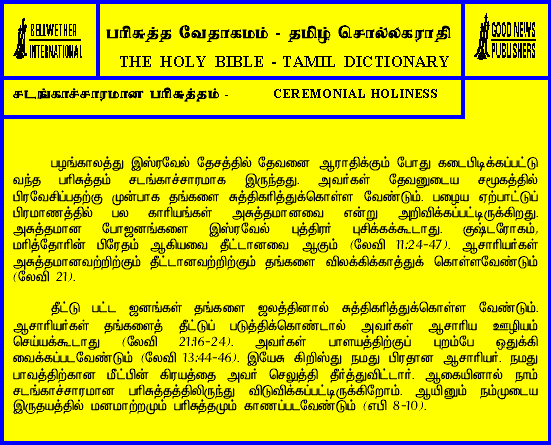 BELLWETHER
INTERNATIONAL
பரிசுத்த வேதாகமம் - தமிழ் சொல்லகராதி
THE HOLY BIBLE - TAMIL DICTIONARY
GOOD NEWS
PUBLISHERS
சடங்காச்சாரமான பரிசுத்தம் - CEREMONIAL HOLINESS
பழங்காலத்து இஸ்ரவேல் தேசத்தில் தேவனை ஆராதிக்கும் போது கடைபிடிக்கப்பட்டு
வந்த பரிசுத்தம் சடங்காச்சாரமாக இருந்தது. அவர்கள் தேவனுடைய சமூகத்தில்
பிரவேசிப்பதற்கு முன்பாக தங்களை சுத்திகரித்துக்கொள்ள வேண்டும். பழைய ஏற்பாட்டுப்
பிரமாணத்தில் பல காரியங்கள் அசுத்தமானவை என்று அறிவிக்கப்பட்டிருக்கிறது.
அசுத்தமான போஜனங்களை இஸ்ரவேல் புத்திரர் புசிக்கக்கூடாது. குஷ்டரோகம்,
மரித்தோரின் பிரேதம் ஆகியவை தீட்டானவை ஆகும் (லேவி 11:24-47). ஆசாரியர்கள்
அசுத்தமானவற்றிற்கும் தீட்டானவற்றிற்கும் தங்களை விலக்கிக்காத்துக் கொள்ளவேண்டும்
(லேவி 21).
தீட்டு பட்ட ஜனங்கள் தங்களை ஜலத்தினால் சுத்திகரித்துக்கொள்ள வேண்டும்.
ஆசாரியர்கள் தங்களைத் தீட்டுப் படுத்திக்கொண்டால் அவர்கள் ஆசாரிய ஊழியம்
செய்யக்கூடாது (லேவி 21:16-24). அவர்கள் பாளயத்திற்குப் புறம்பே ஒதுக்கி
வைக்கப்படவேண்டும் (லேவி 13:44-46). இயேசு கிறிஸ்து நமது பிரதான ஆசாரியர். நமது
பாவத்திற்கான மீட்பின் கிரயத்தை அவர் செலுத்தி தீர்த்துவிட்டார். ஆகையினால் நாம்
சடங்காச்சாரமான பரிசுத்தத்திலிருந்து விடுவிக்கப்பட்டிருக்கிறோம். ஆயினும் நம்முடைய
இருதயத்தில் மனமாற்றமும் பரிசுத்தமும் காணப்படவேண்டும் (எபி 8-10).